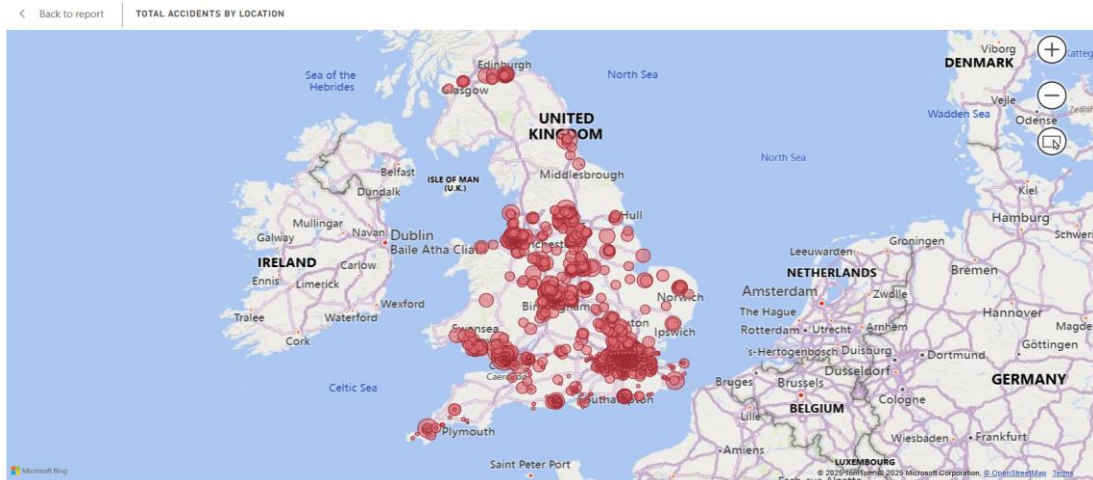 Back to report
TOTAL ACCIDENTS BY LOCATION
Viborg
DENMARK
Edinburgh
Sea of the
Hebrides
North Sea
Glasgow
Vejle
Wadden Sea
Odense
UNITED
KINGDOM
North Sea
Middlesbrough
Belfast
ISLE OF MAN
(U.K.)
Dundalk
Kiel
Hull
Hamburg
Mullingar
Navan
Dublin
Galway
Baile Atha
Groningen
Leeuwarden
IRELAND
Carlow
NETHERLANDS
Bremen
Ennis
Limerick
Amsterdam
Zwolle
Norwich
Wexford
The Hague
Hannover
Tralee
Waterford
Rotterdam
Utrecht
Arnhem
Swansea
Ipswich
Cork
's-Hertogenbosch
Duisburg
Göttingen
Dortmund
Dusseldorf
Celtic Sea
Bruges
Brussels
GERMANY
Cologne
Lille
BELGIUM
Plymouth
Wiesbaden
Frankfurt
Amiens
Saint Peter Port
LUXEMBOURG
Microsoft Bing
© 2025 TomTom, © 2025 Microsoft Corporation, © OpenStreetMap Terms